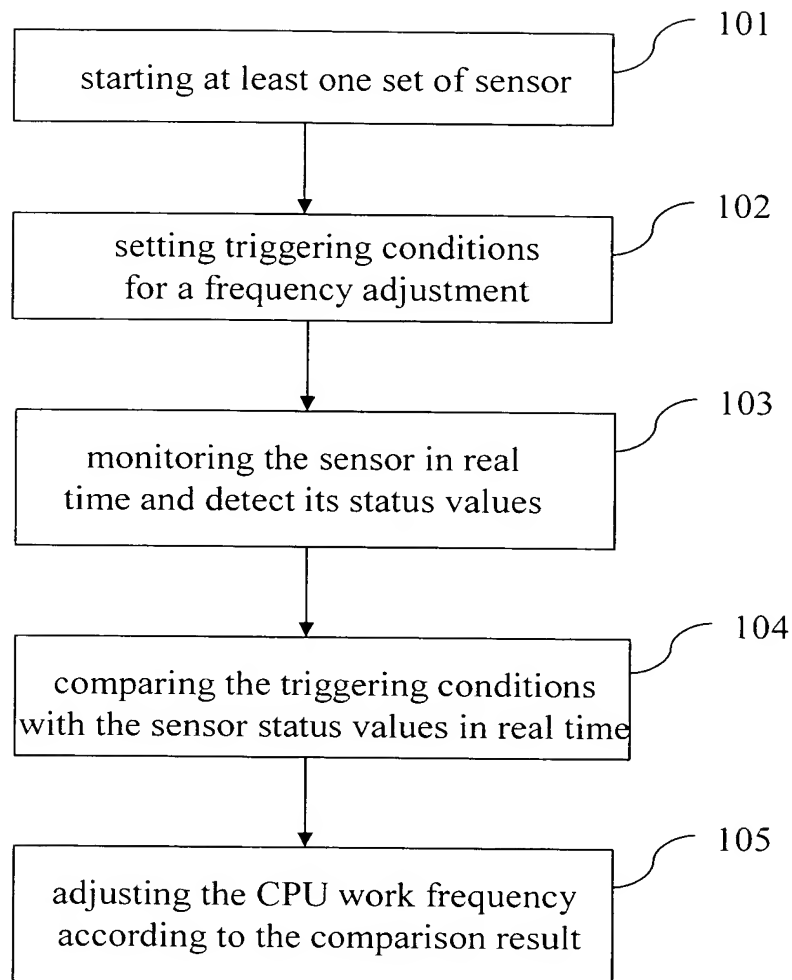 101
starting at least one set of sensor
102
setting triggering conditions
for a frequency adjustment
103
monitoring the sensor in real
time and detect its status values
104
comparing the triggering conditions
with the sensor status values in real time
105
adjusting the CPU work frequency
according to the comparison result